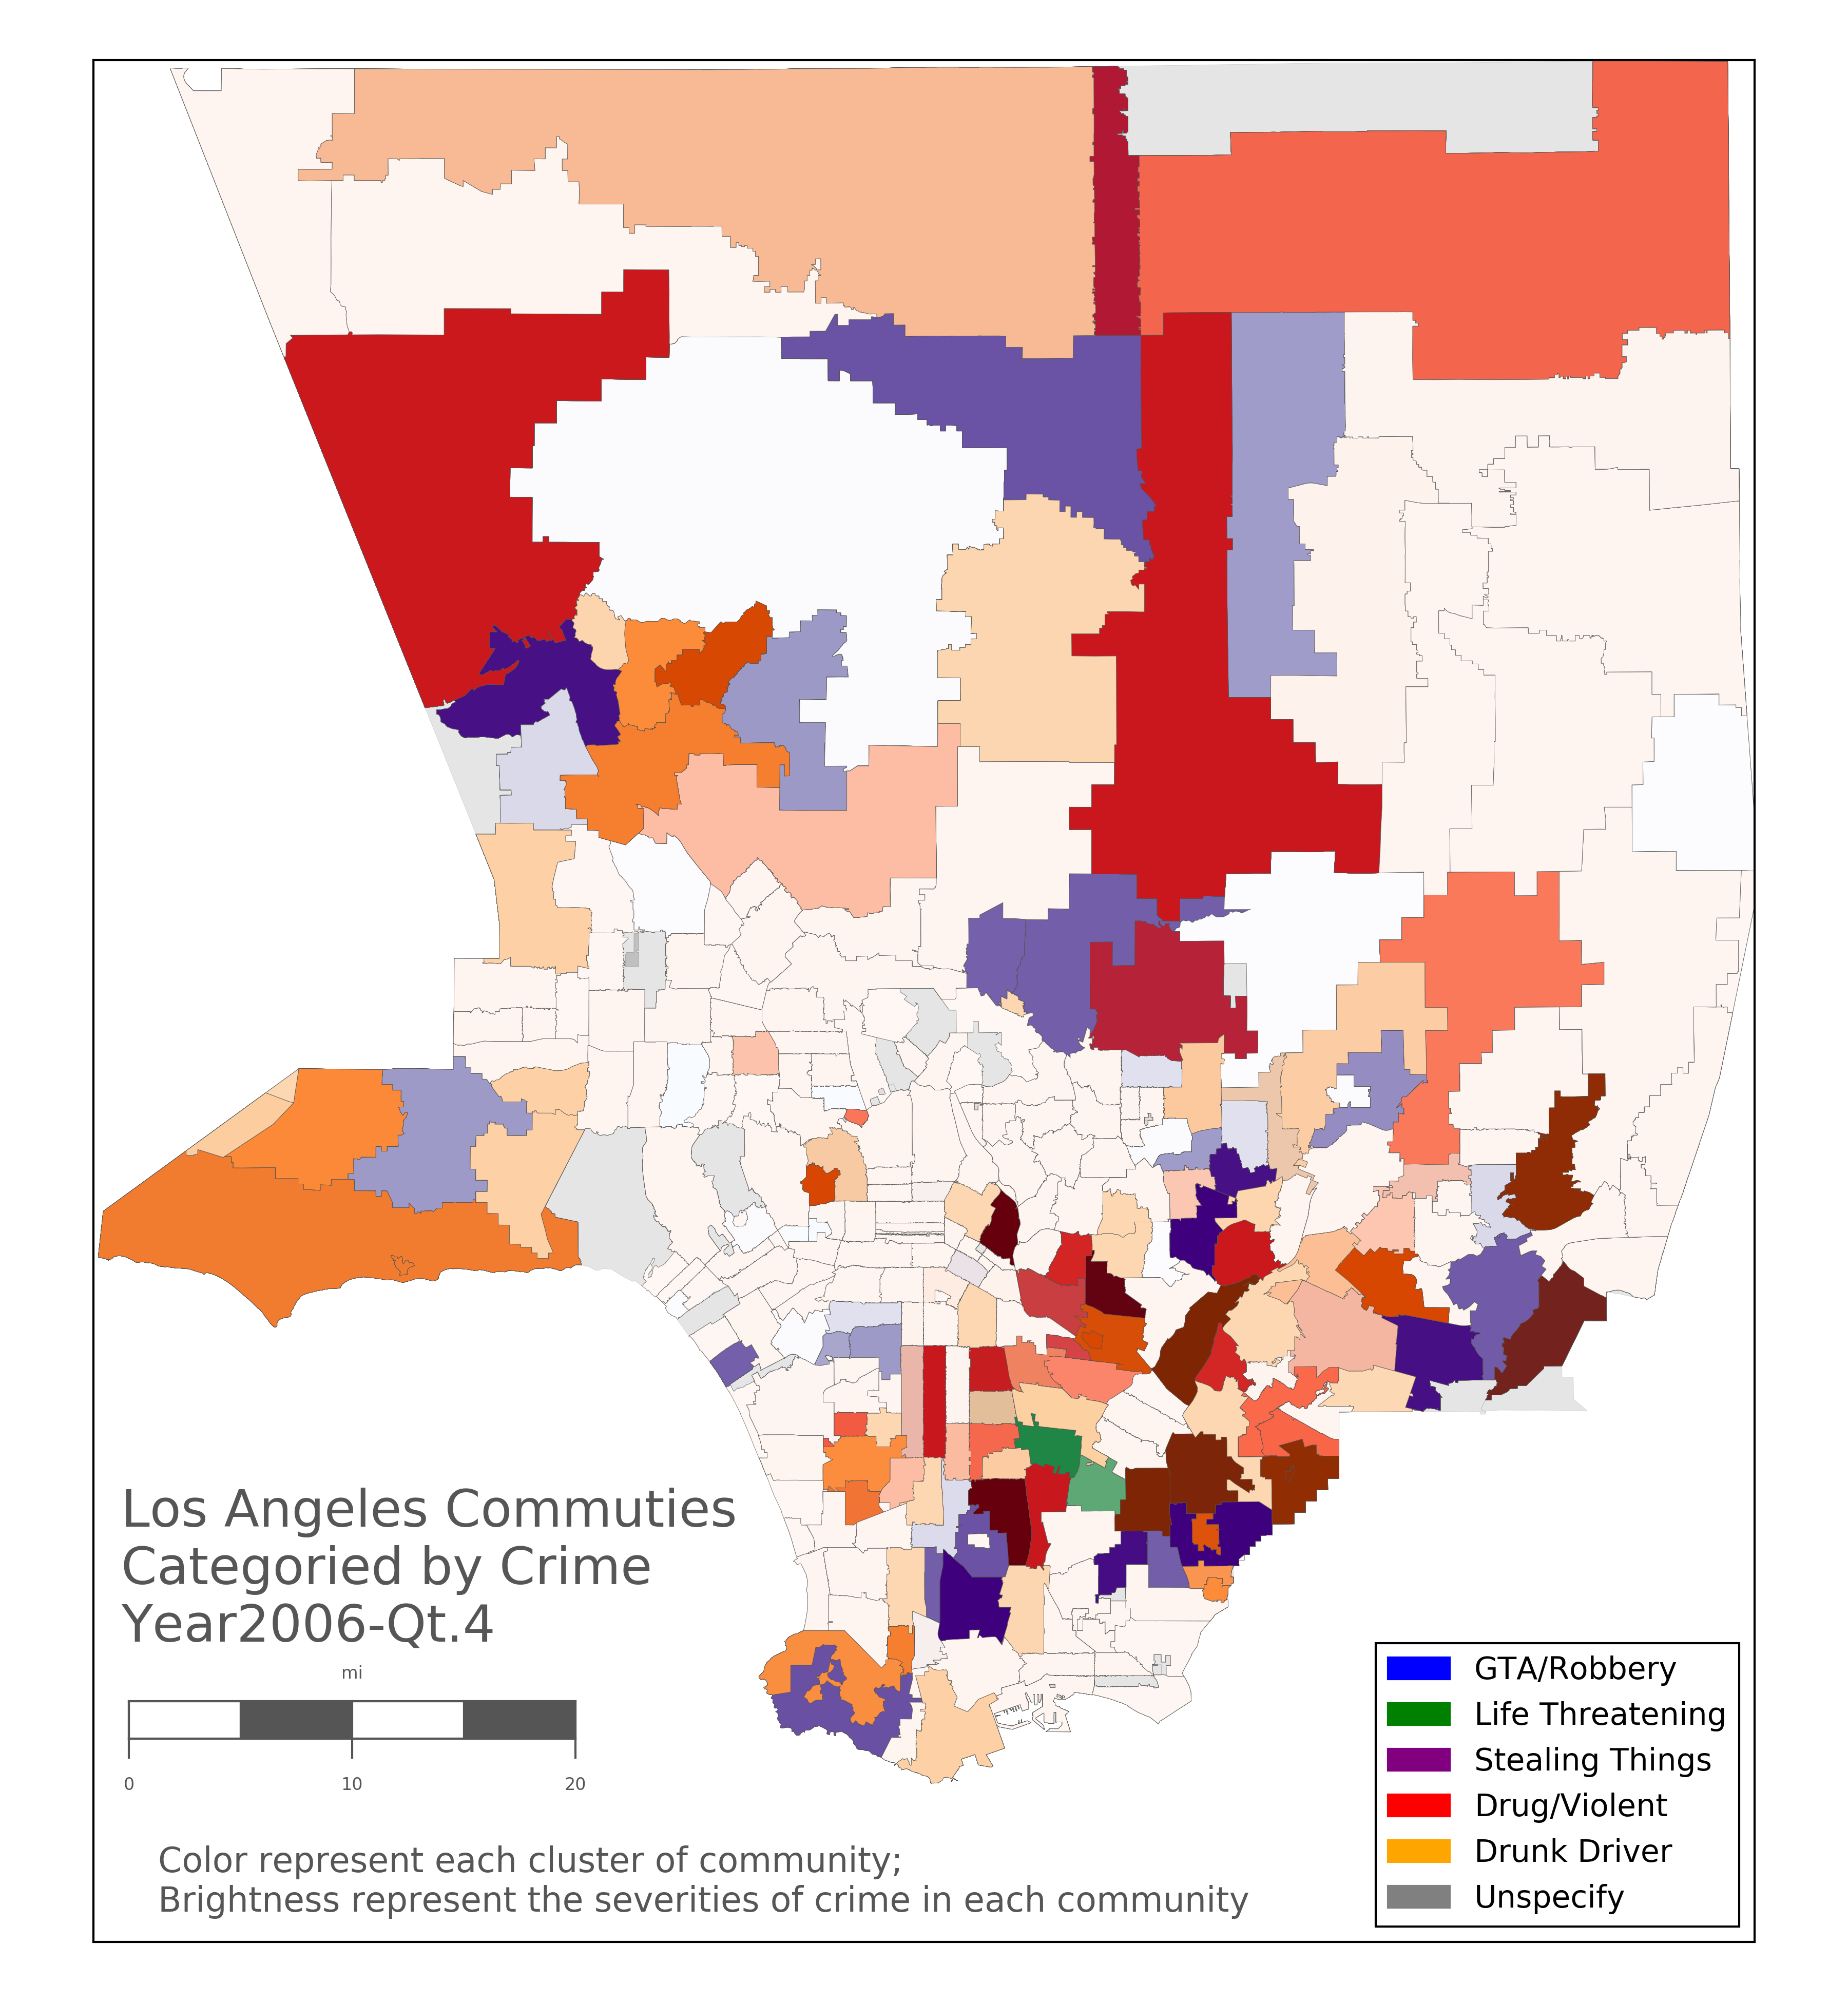 Los Angeles Commuties
Categoried by Crime
Year2006-Qt.4
mi
0 10 20
Color represent each cluster of community;
Brightness represent the severities of crime in each community
GTA/Robbery
Life Threatening
Stealing Things
Drug/Violent
Drunk Driver
Unspecify